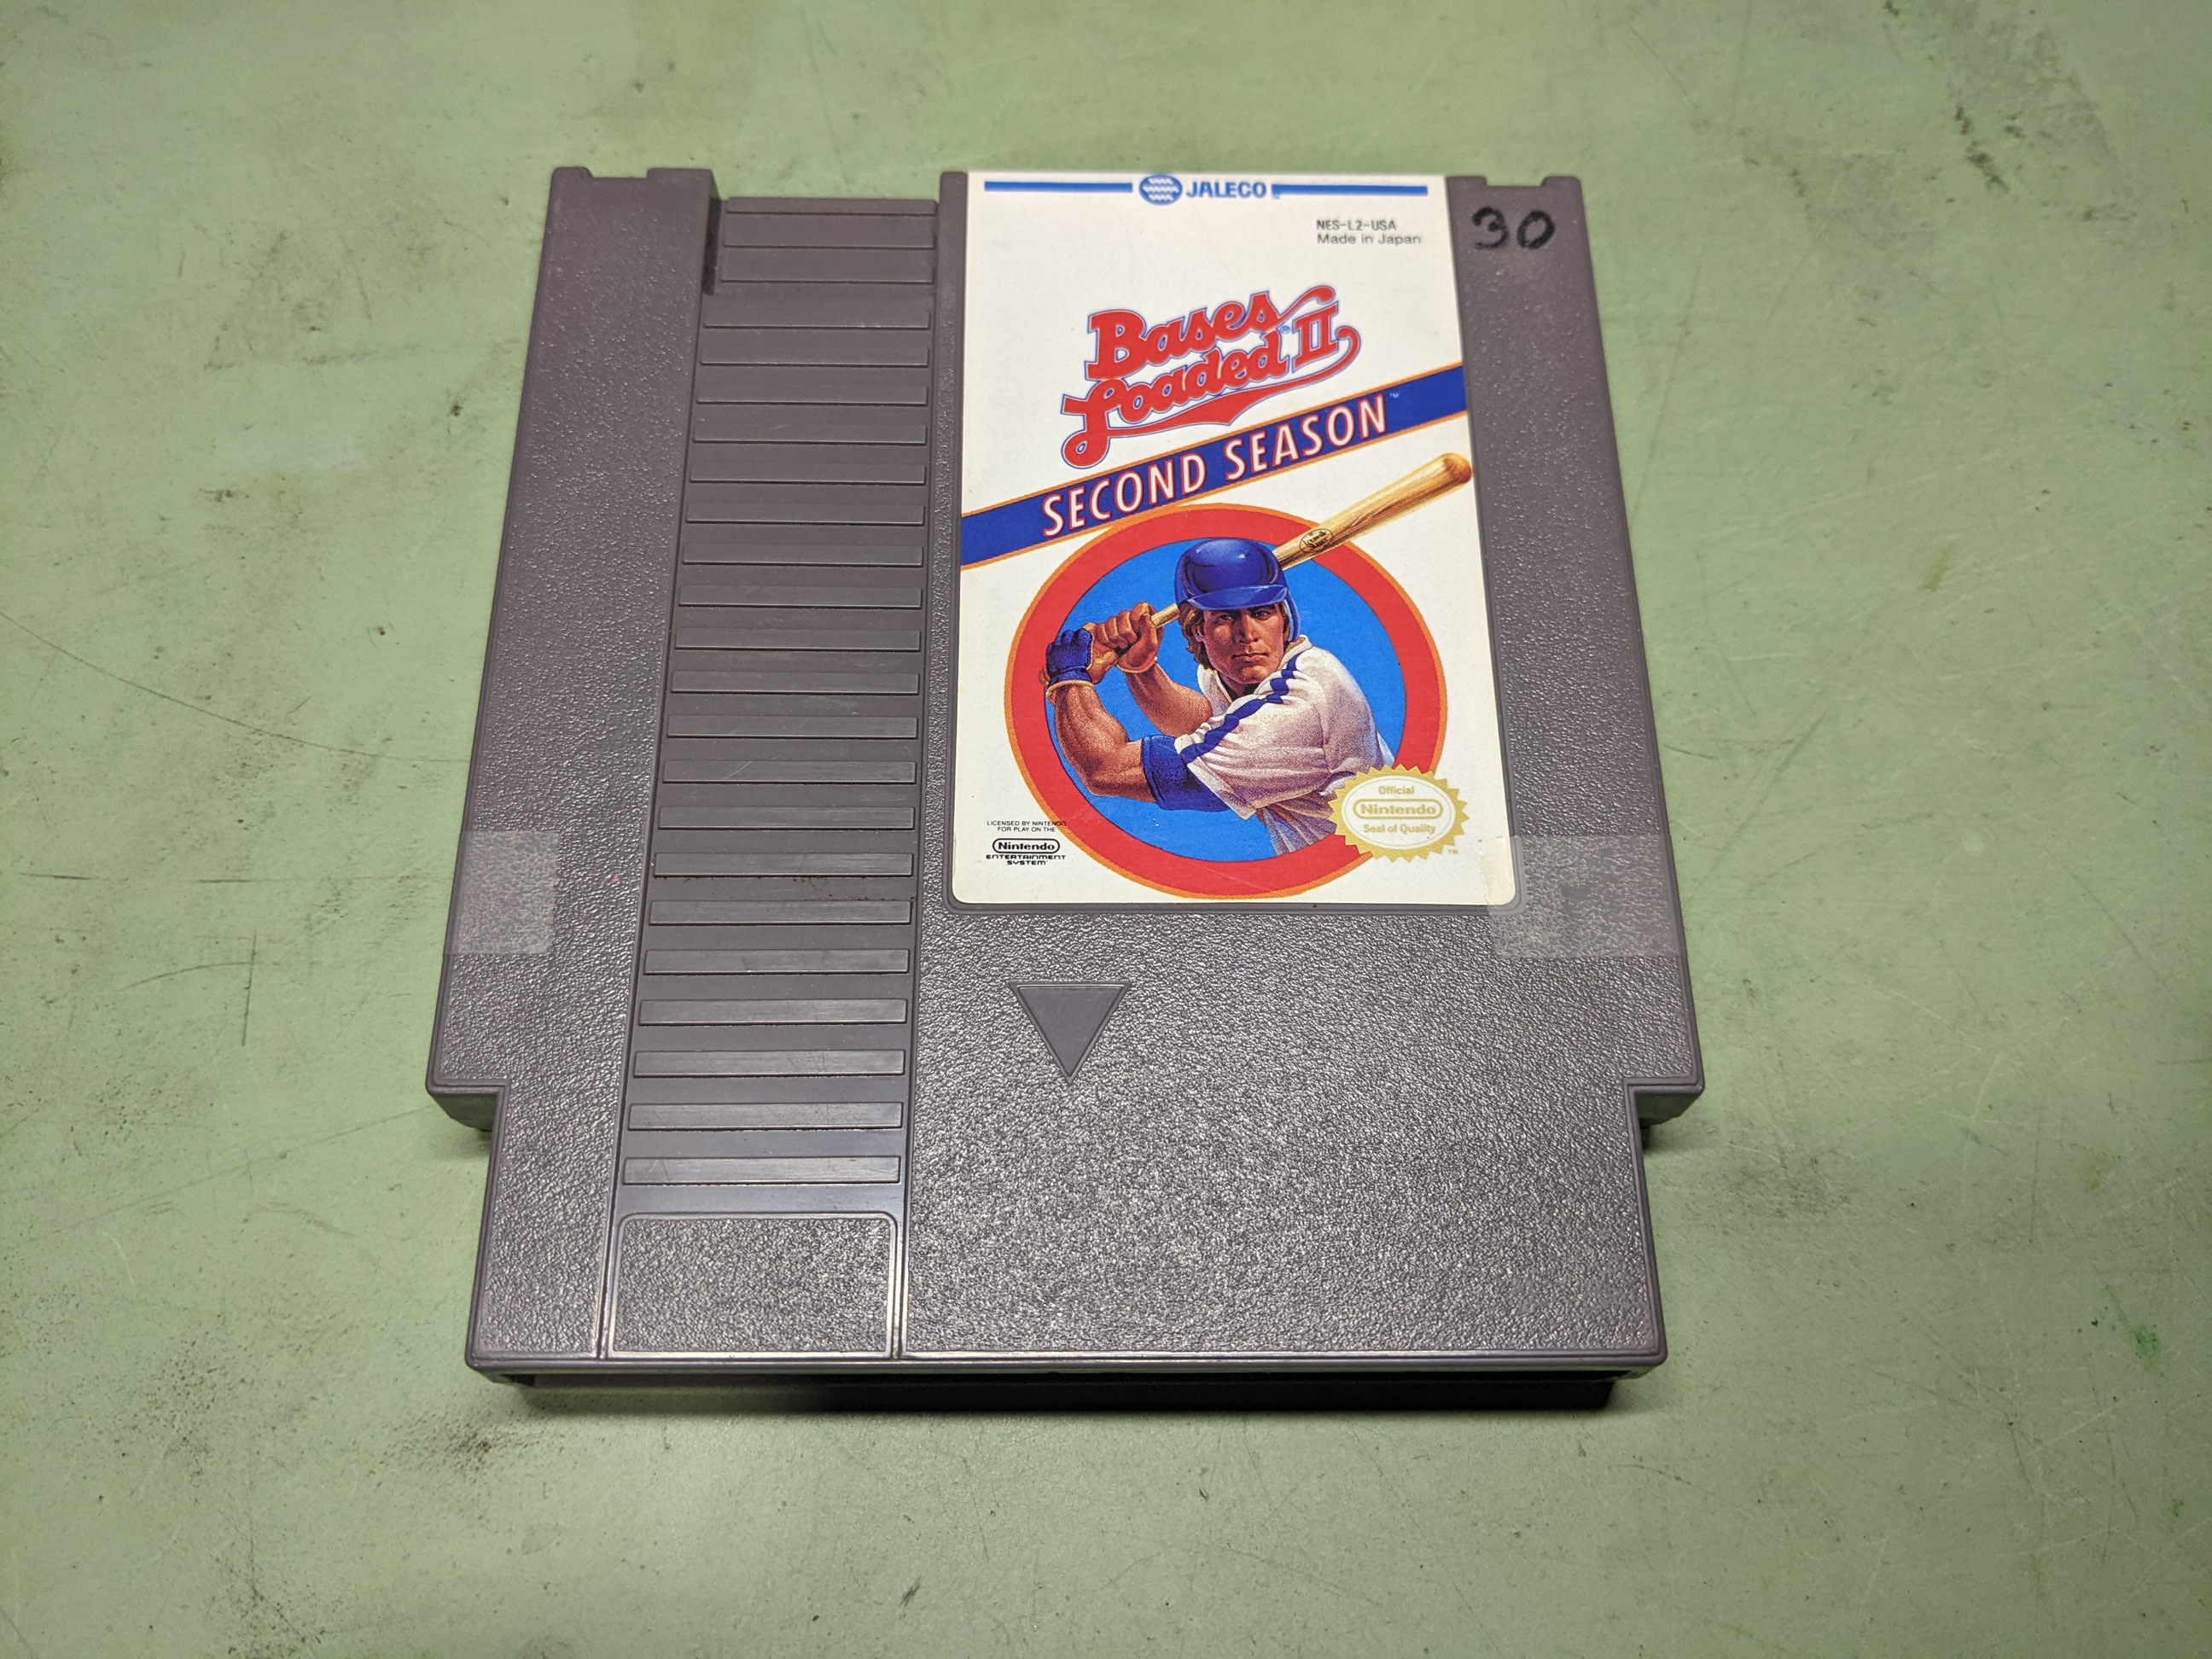 JALECO
30
NES-L2-USA
Made in Japan
Bases
Loaded® II
SECOND SEASON™
LICENSED BY NINTENDO
FOR PLAY ON THE
Nintendo
ENTERTAINMENT
SYSTEM
Official
Nintendo
Seal of Quality
TM